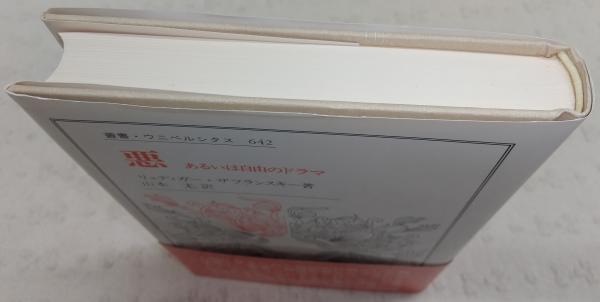 叢書・ウニベルシタス 642
悪 あるいは自由のドラマ
リュディガー・ザフランスキー 著
山本 尤 訳